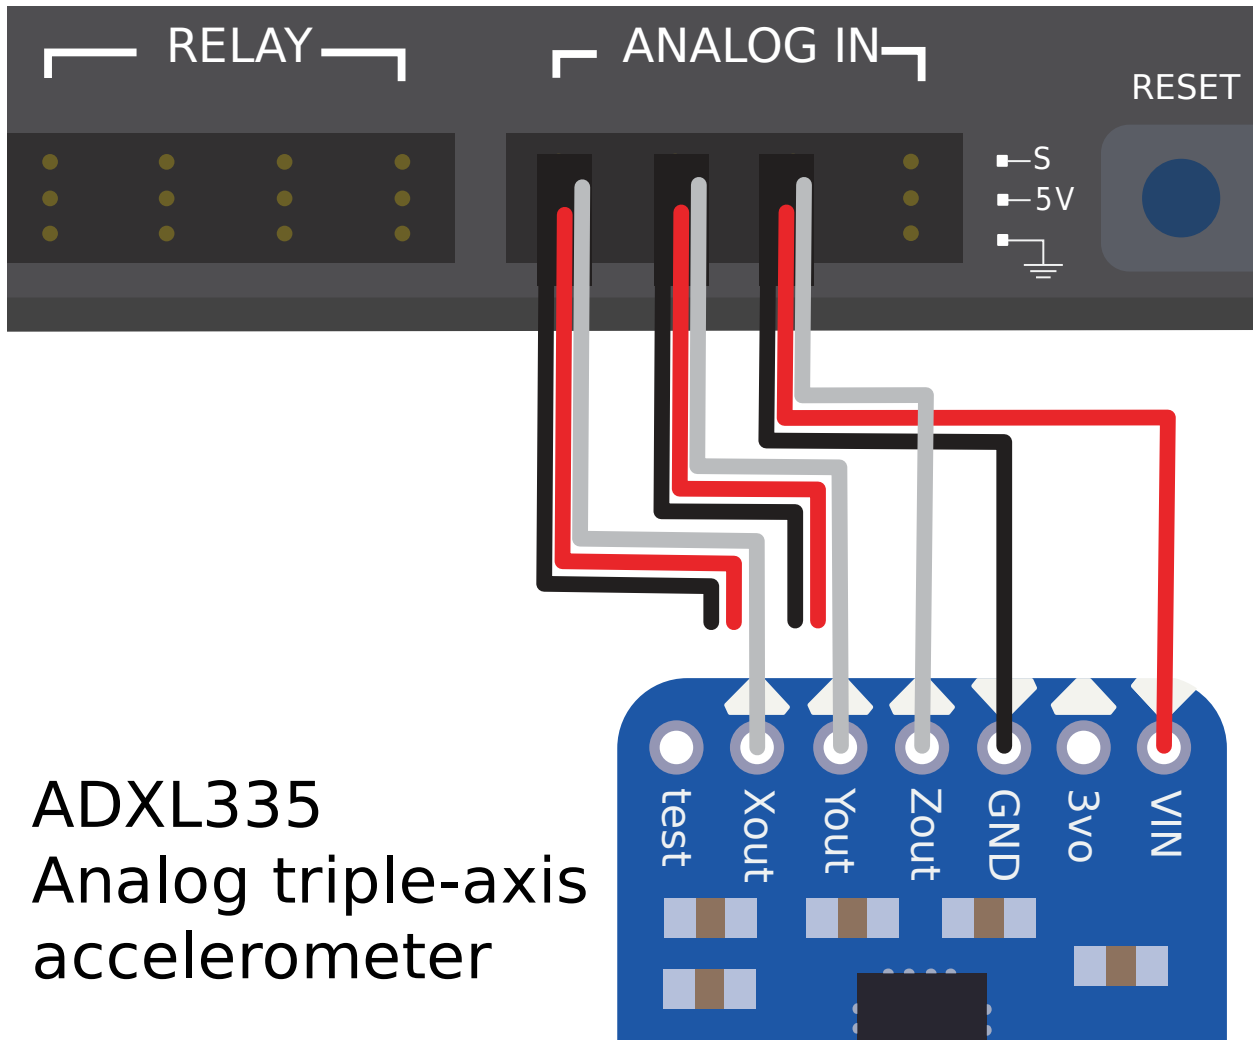 RELAY
ANALOG IN
RESET
S
5V
test
Xout
Yout
Zout
GND
3vo
VIN
ADXL335
Analog triple-axis
accelerometer